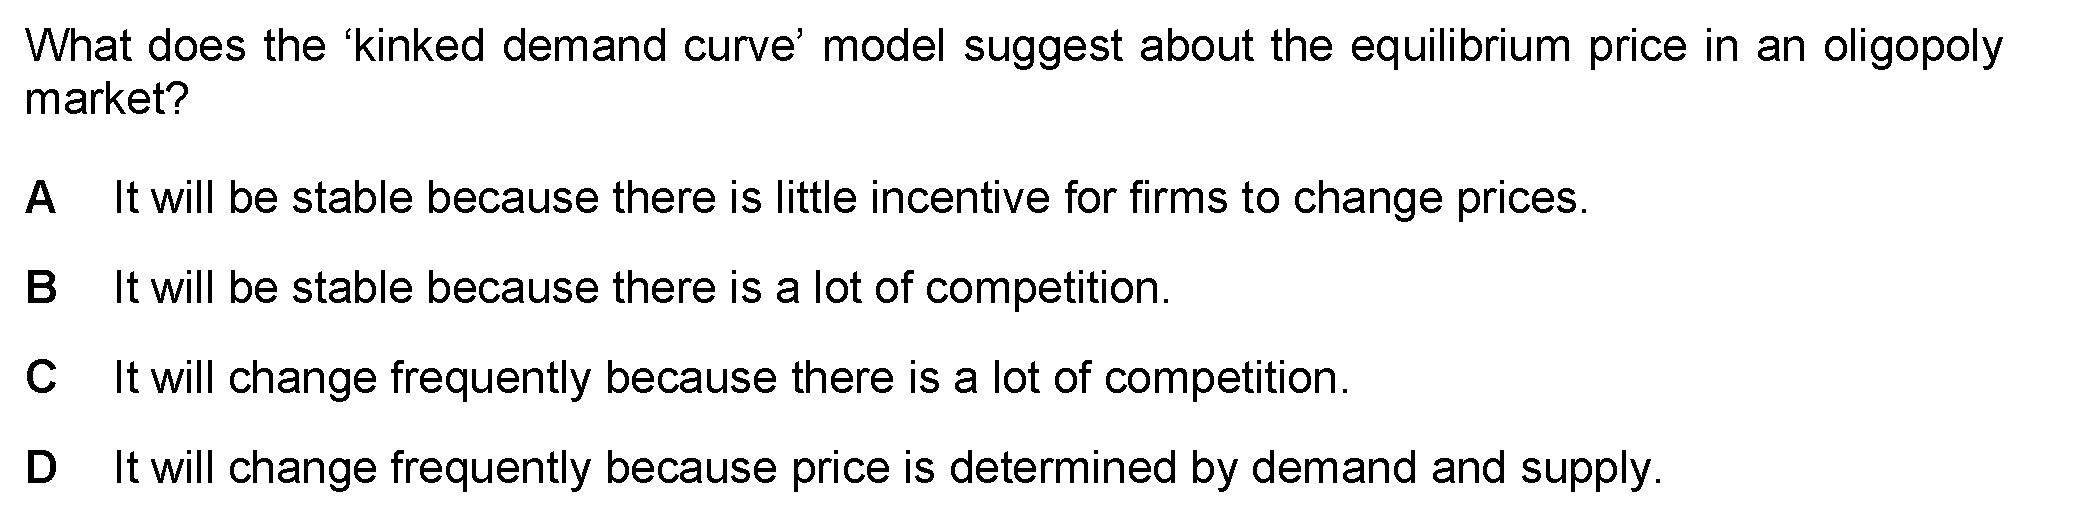 What does the ‘kinked demand curve’ model suggest about the equilibrium price in an oligopoly
market?
A It will be stable because there is little incentive for firms to change prices.
B It will be stable because there is a lot of competition.
C It will change frequently because there is a lot of competition.
D It will change frequently because price is determined by demand and supply.